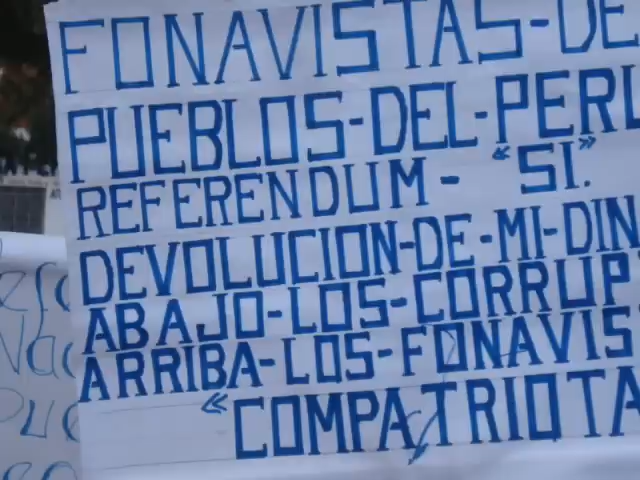 FONAVISTAS-DE
PUEBLOS-DEL-PERU
REFERENDUM- "SI."
DEVOLUCION-DE-MI-DIN
ABAJO-LOS-CORRUP
ARRIBA-LOS-FONAVIS
"COMPATRIOTA